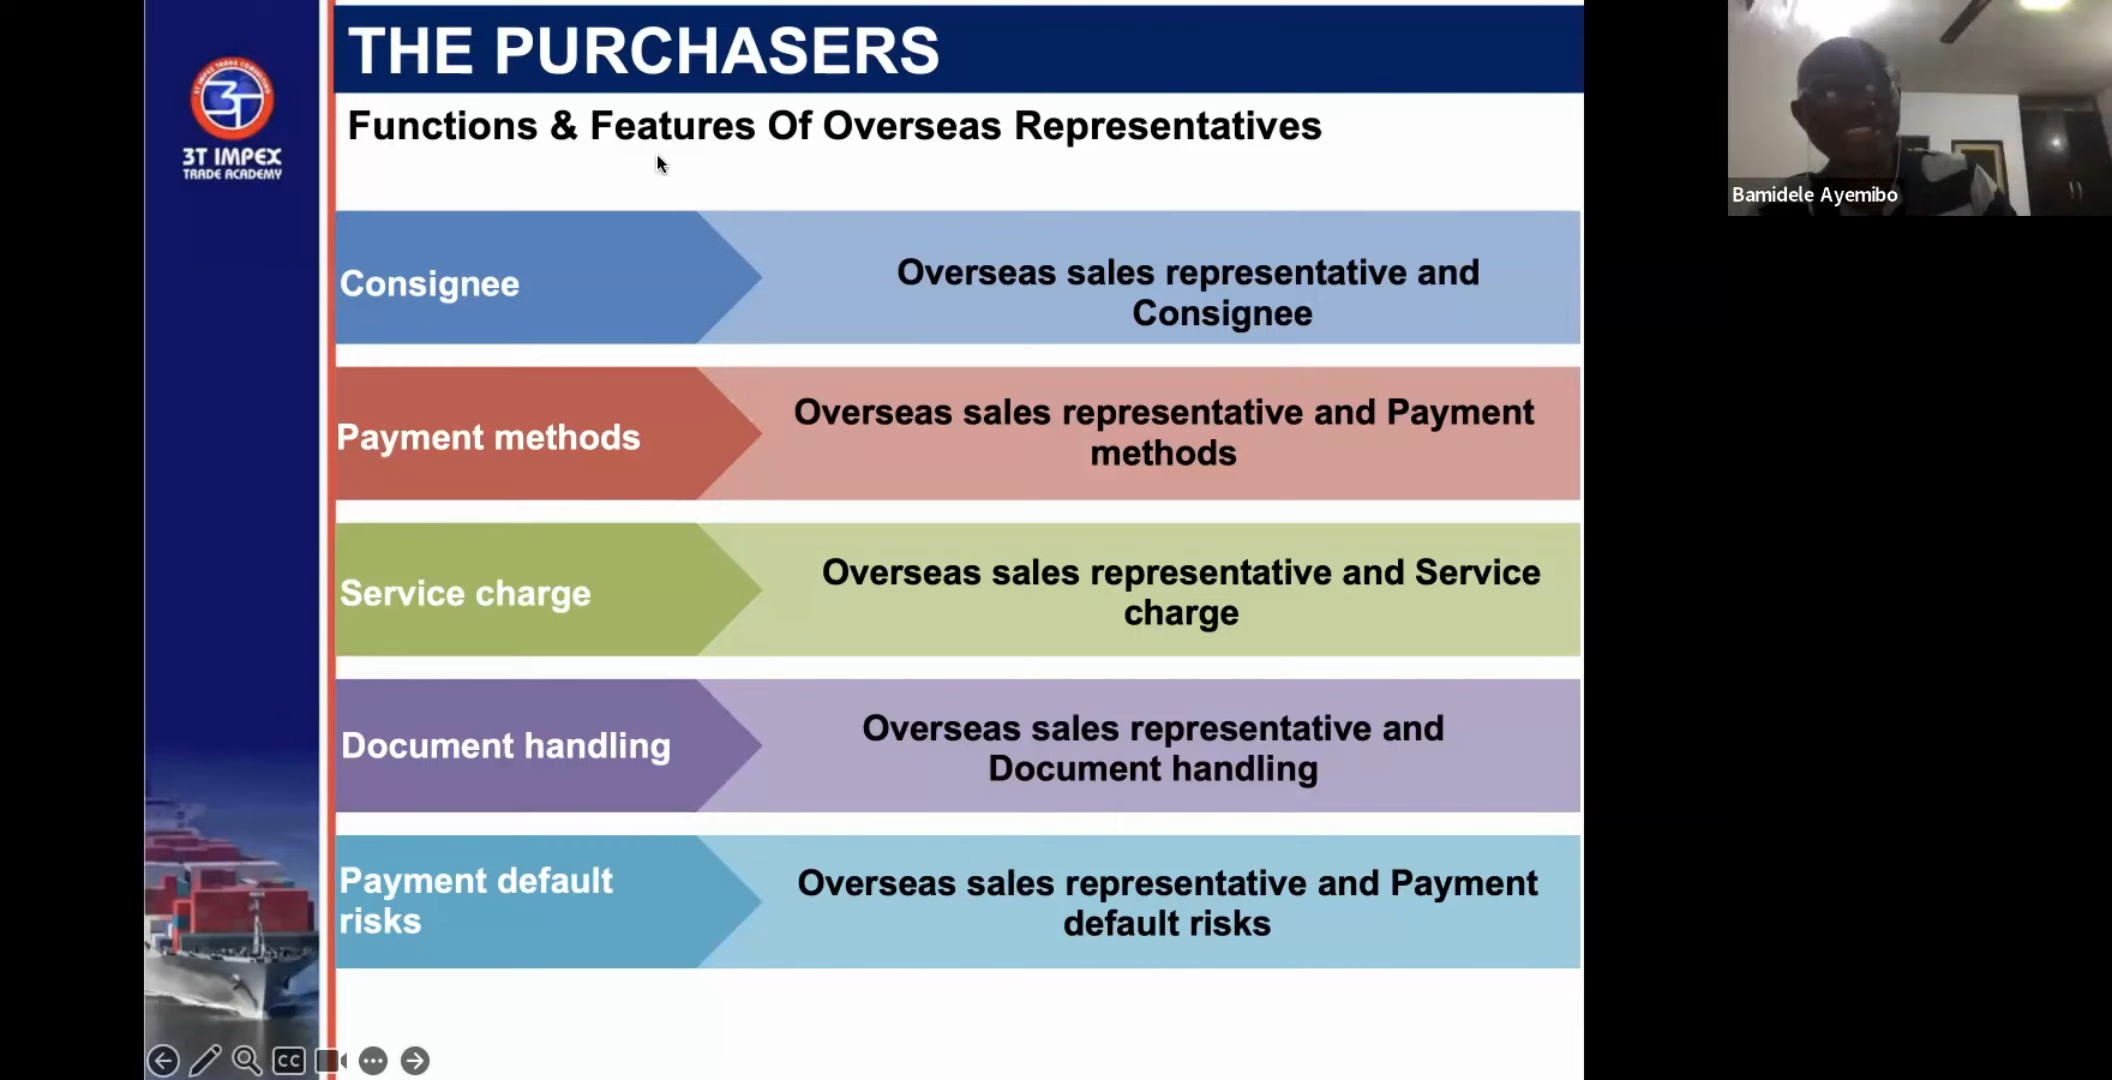 THE PURCHASERS
3T IMPEX
TRADE ACADEMY
Functions & Features Of Overseas Representatives
Bamidele Ayemibo
Consignee
Overseas sales representative and
Consignee
Payment methods
Overseas sales representative and Payment
methods
Service charge
Overseas sales representative and Service
charge
Document handling
Overseas sales representative and
Document handling
Payment default
risks
Overseas sales representative and Payment
default risks
CC